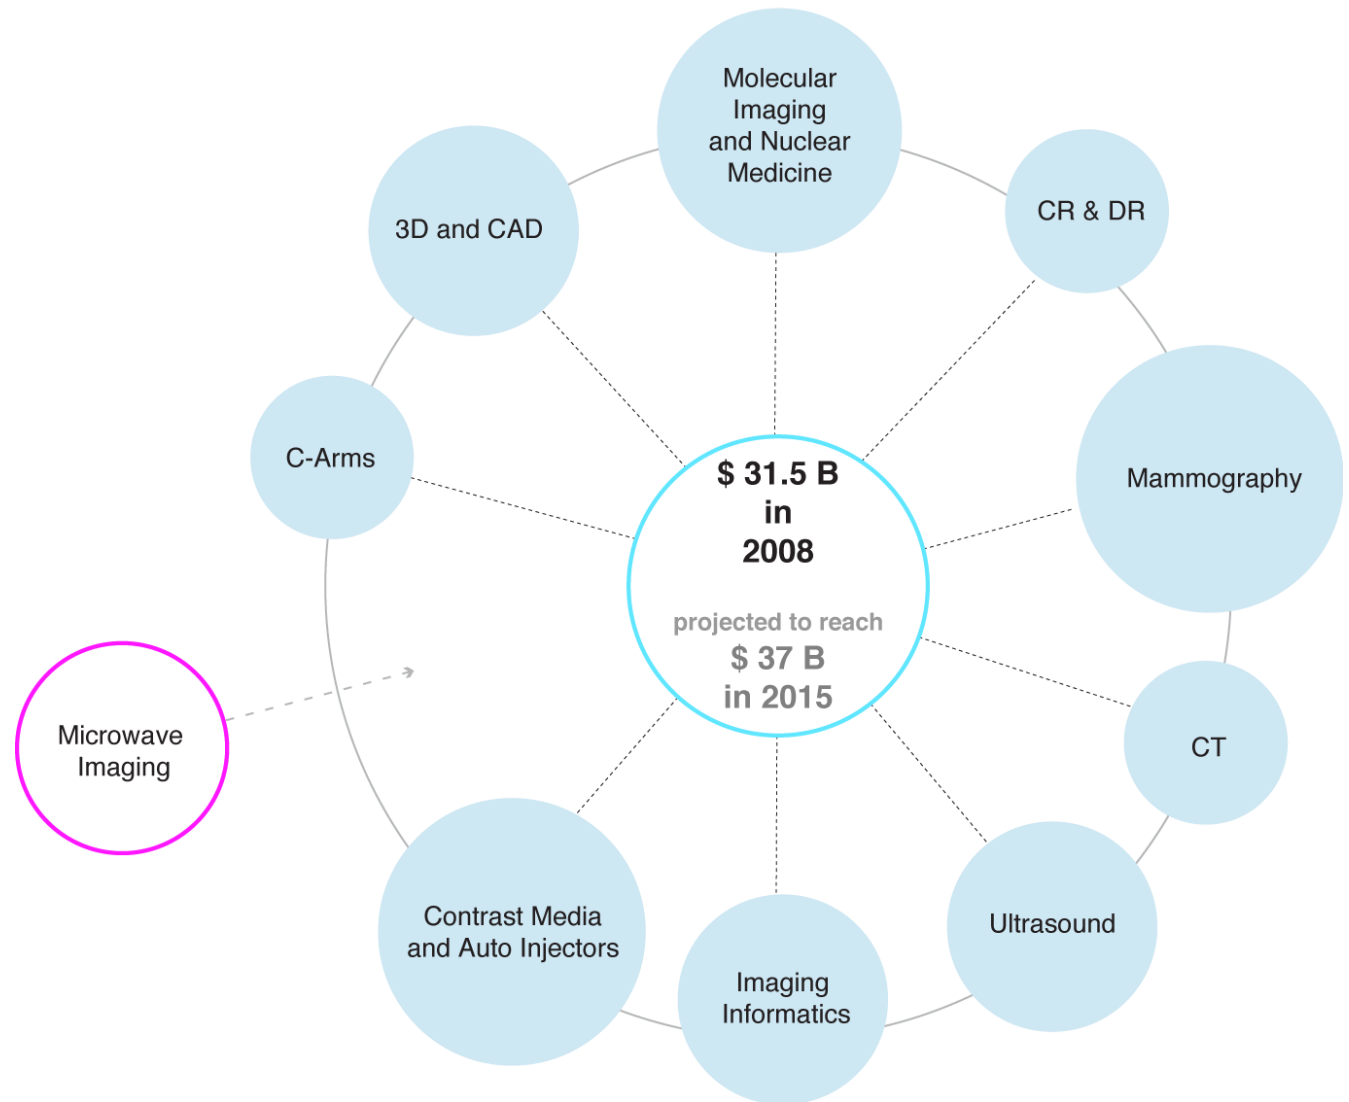 Molecular
Imaging
and Nuclear
Medicine
CR & DR
3D and CAD
C-Arms
Mammography
$ 31.5 B
in
2008
projected to reach
$ 37 B
in 2015
Microwave
Imaging
CT
Contrast Media
and Auto Injectors
Ultrasound
Imaging
Informatics